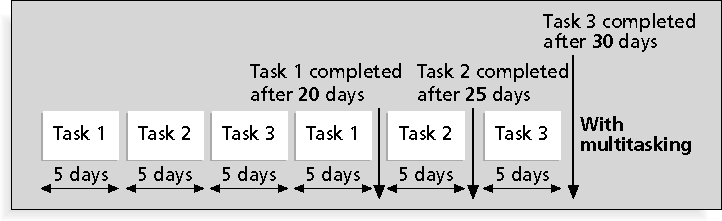 Task 3 completed
after 30 days
Task 1 completed
after 20 days
Task 2 completed
after 25 days
Task 1
Task 2
Task 3
Task 1
Task 2
Task 3
With
multitasking
5 days
5 days
5 days
5 days
5 days
5 days